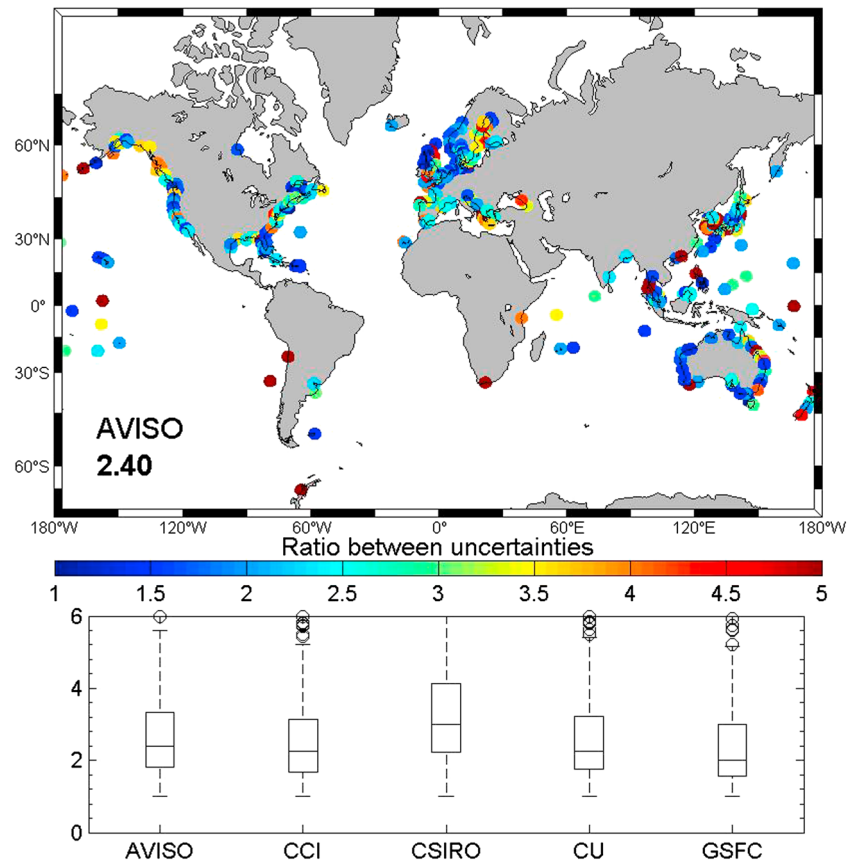 60°N
30°N
0°
30°S
60°S
AVISO
2.40
180°W 120°W 60°W 0° 60°E 120°E 180°W
Ratio between uncertainties
1 1.5 2 2.5 3 3.5 4 4.5 5
6
4
2
0
AVISO CCI CSIRO CU GSFC